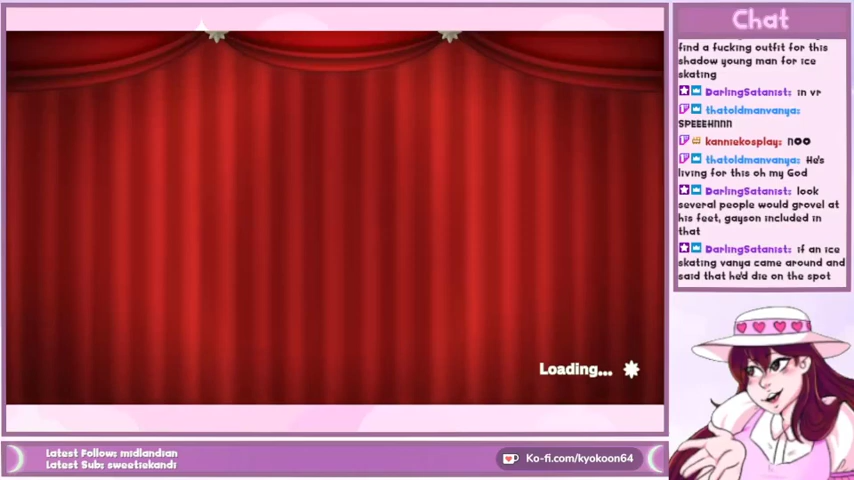 Chat
find a fucking outfit for this
shadow young man for ice
skating
DarlingSatanist: in vr
thatoldmanvanya:
SPEEEHNNN
kanniekosplay: NOO
thatoldmanvanya: He's
living for this oh my God
DarlingSatanist: look
several people would grovel at
his feet, gayson included in
that
DarlingSatanist: if an ice
skating vanya came around and
said that he'd die on the spot
Loading...
Latest Follow: midlandian
Latest Sub: sweetiekandi
Ko-fi.com/kyokoon64